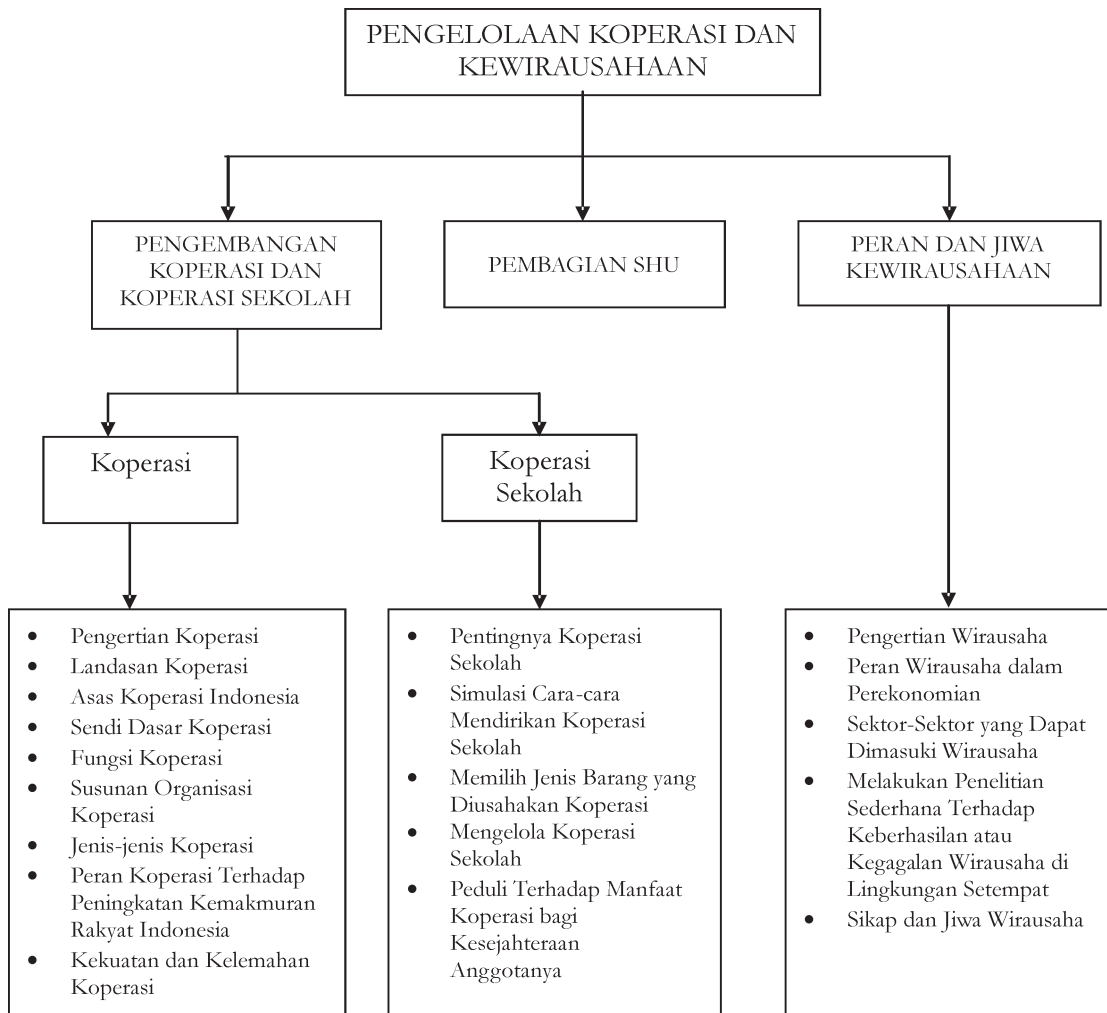 PENGELOLAAN KOPERASI DAN
KEWIRAUSAHAAN
PENGEMBANGAN
KOPERASI DAN
KOPERASI SEKOLAH
PEMBAGIAN SHU
PERAN DAN JIWA
KEWIRAUSAHAAN
Koperasi
Koperasi
Sekolah
• Pengertian Koperasi
• Landasan Koperasi
• Asas Koperasi Indonesia
• Sendi Dasar Koperasi
• Fungsi Koperasi
• Susunan Organisasi
Koperasi
• Jenis-jenis Koperasi
• Peran Koperasi Terhadap
Peningkatan Kemakmuran
Rakyat Indonesia
• Kekuatan dan Kelemahan
Koperasi
• Pentingnya Koperasi
Sekolah
• Simulasi Cara-cara
Mendirikan Koperasi
Sekolah
• Memilih Jenis Barang yang
Diusahakan Koperasi
• Mengelola Koperasi
Sekolah
• Peduli Terhadap Manfaat
Koperasi bagi
Kesejahteraan
Anggotanya
• Pengertian Wirausaha
• Peran Wirausaha dalam
Perekonomian
• Sektor-Sektor yang Dapat
Dimasuki Wirausaha
• Melakukan Penelitian
Sederhana Terhadap
Keberhasilan atau
Kegagalan Wirausaha di
Lingkungan Setempat
• Sikap dan Jiwa Wirausaha